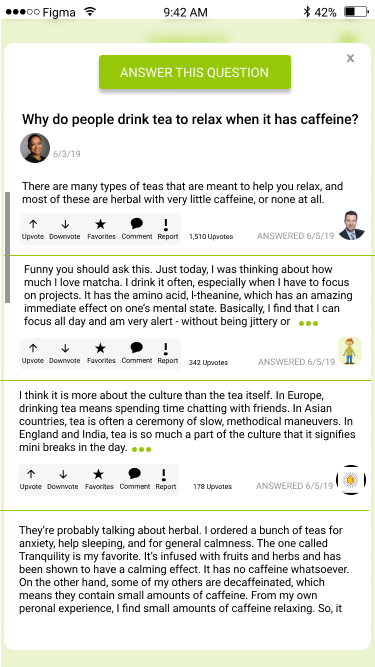 Figma 9:42 AM 42%
x
ANSWER THIS QUESTION
Why do people drink tea to relax when it has caffeine?
6/3/19
There are many types of teas that are meant to help you relax, and
most of these are herbal with very little caffeine, or none at all.
Upvote Downvote Favorites Comment Report 1,510 Upvotes ANSWERED 6/5/19
Funny you should ask this. Just today, I was thinking about how
much I love matcha. I drink it often, especially when I have to focus
on projects. It has the amino acid, l-theanine, which has an amazing
immediate effect on one's mental state. Basically, I find that I can
focus all day and am very alert - without being jittery or
Upvote Downvote Favorites Comment Report 342 Upvotes ANSWERED 6/5/19
I think it is more about the culture than the tea itself. In Europe,
drinking tea means spending time chatting with friends. In Asian
countries, tea is often a ceremony of slow, methodical maneuvers. In
England and India, tea is so much a part of the culture that it signifies
mini breaks in the day.
Upvote Downvote Favorites Comment Report 178 Upvotes ANSWERED 6/5/19
They're probably talking about herbal. I ordered a bunch of teas for
anxiety, help sleeping, and for general calmness. The one called
Tranquility is my favorite. It's infused with fruits and herbs and has
been shown to have a calming effect. It has no caffeine whatsoever.
On the other hand, some of my others are decaffeinated, which
means they contain small amounts of caffeine. From my own
peronal experience, I find small amounts of caffeine relaxing. So, it